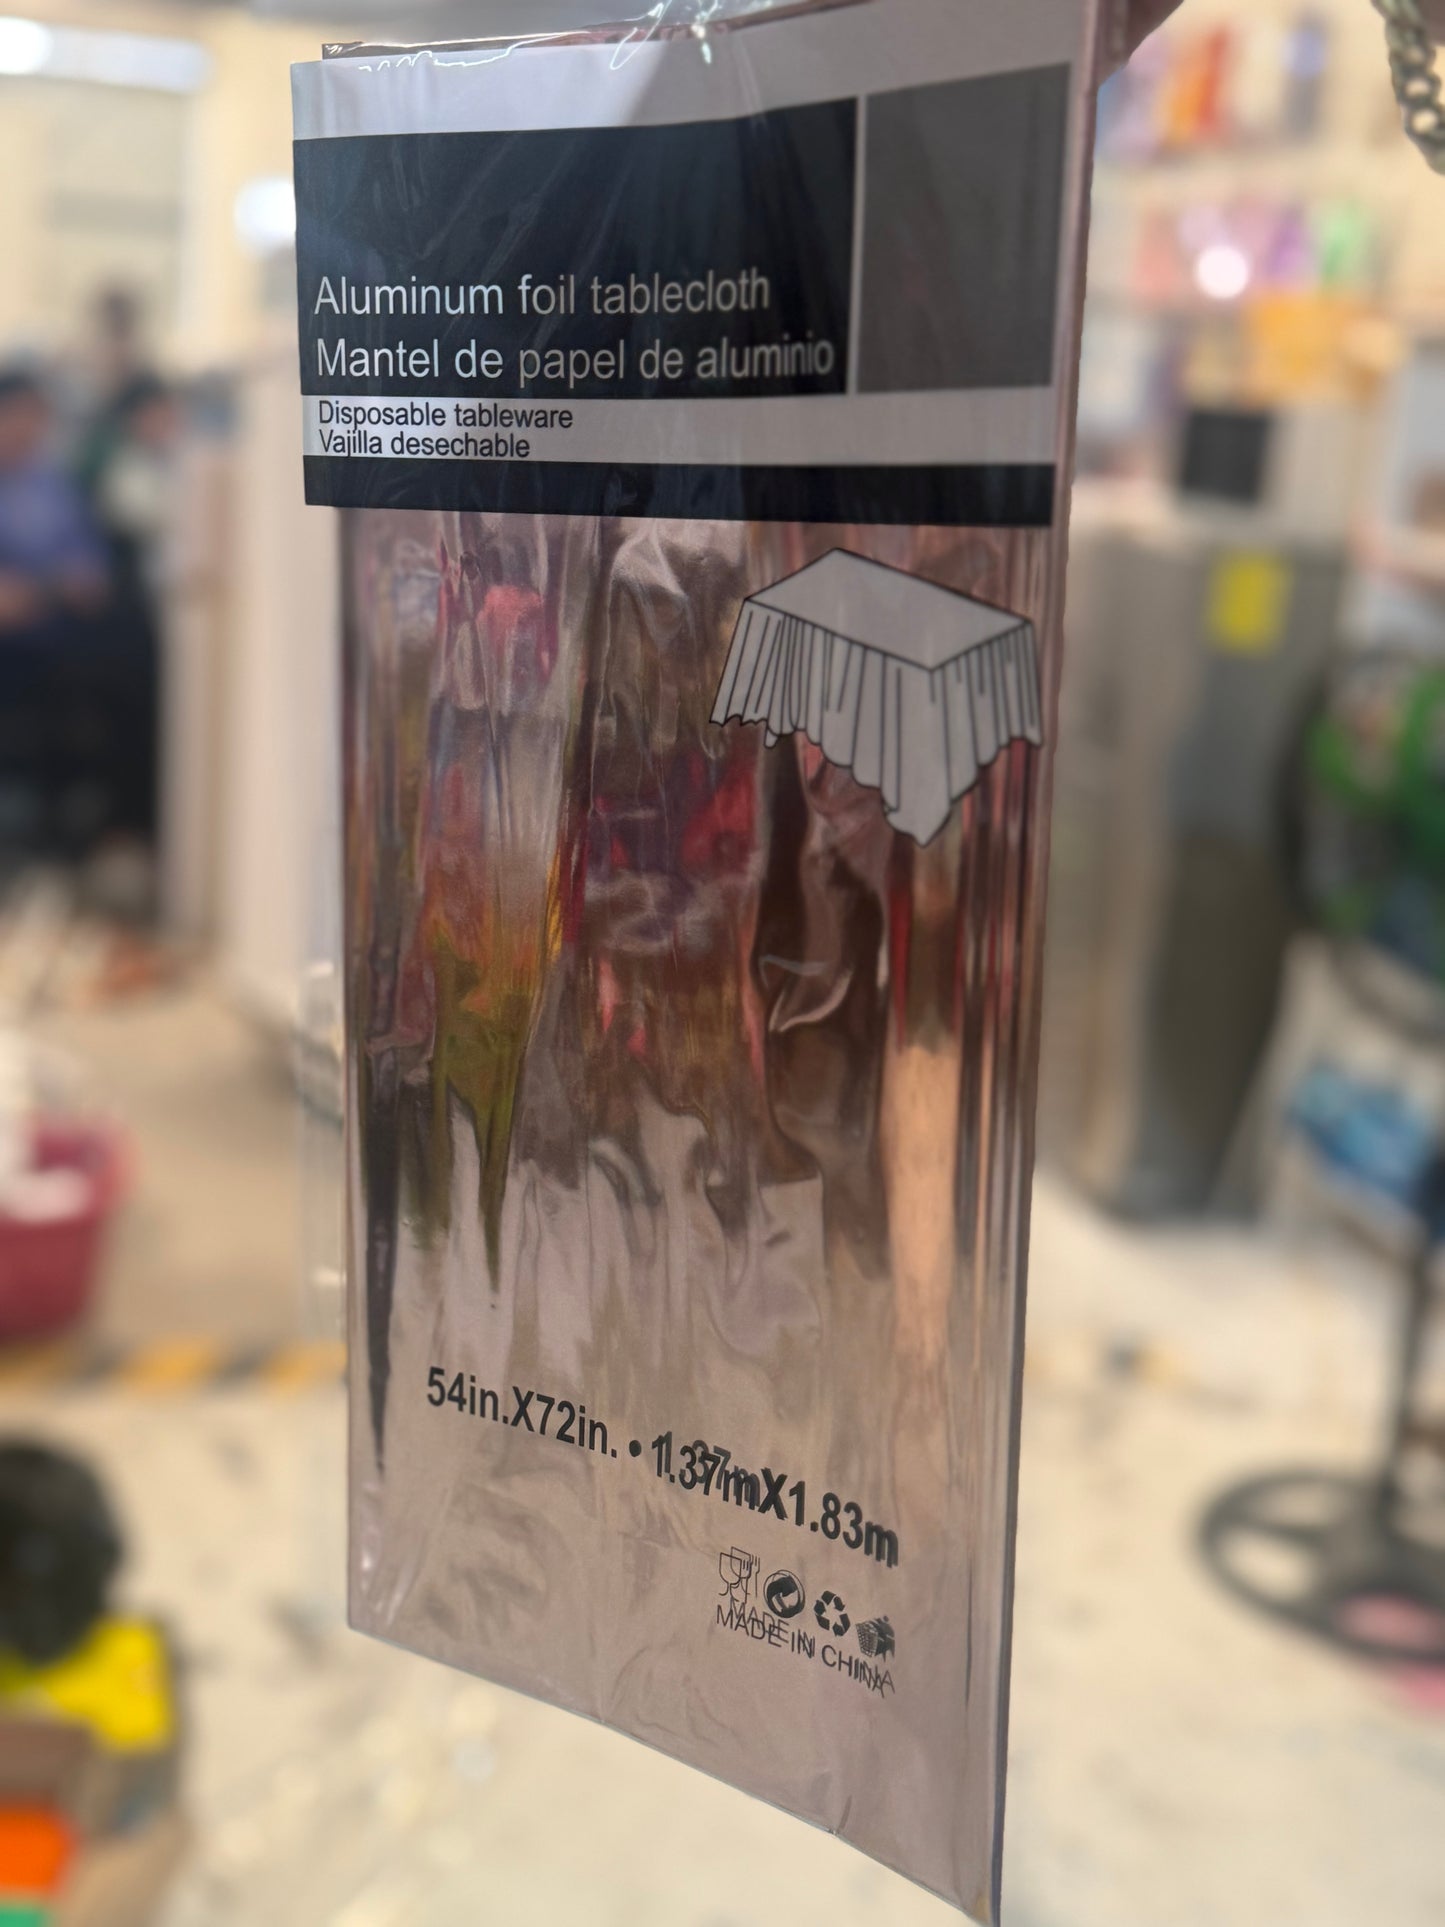 Aluminum foil tablecloth
Mantel de papel de aluminio
Disposable tableware
Vajilla desechable
54in.X72in. • 1.37mX1.83m
MADE IN CHINA